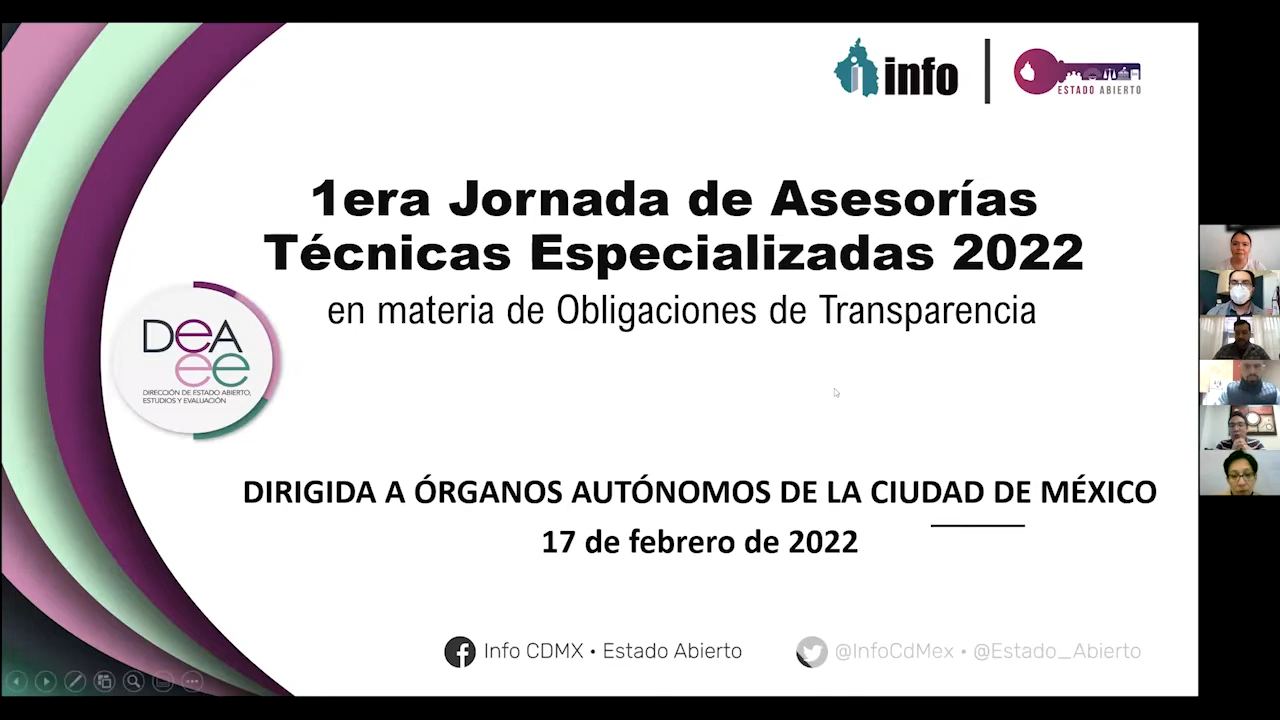 info
ESTADO ABIERTO
1era Jornada de Asesorías
Técnicas Especializadas 2022
en materia de Obligaciones de Transparencia
DeA
ee
DIRECCIÓN DE ESTADO ABIERTO,
ESTUDIOS Y EVALUACIÓN
DIRIGIDA A ÓRGANOS AUTÓNOMOS DE LA CIUDAD DE MÉXICO
17 de febrero de 2022
Info CDMX • Estado Abierto
@InfoCdMex • @Estado_Abierto